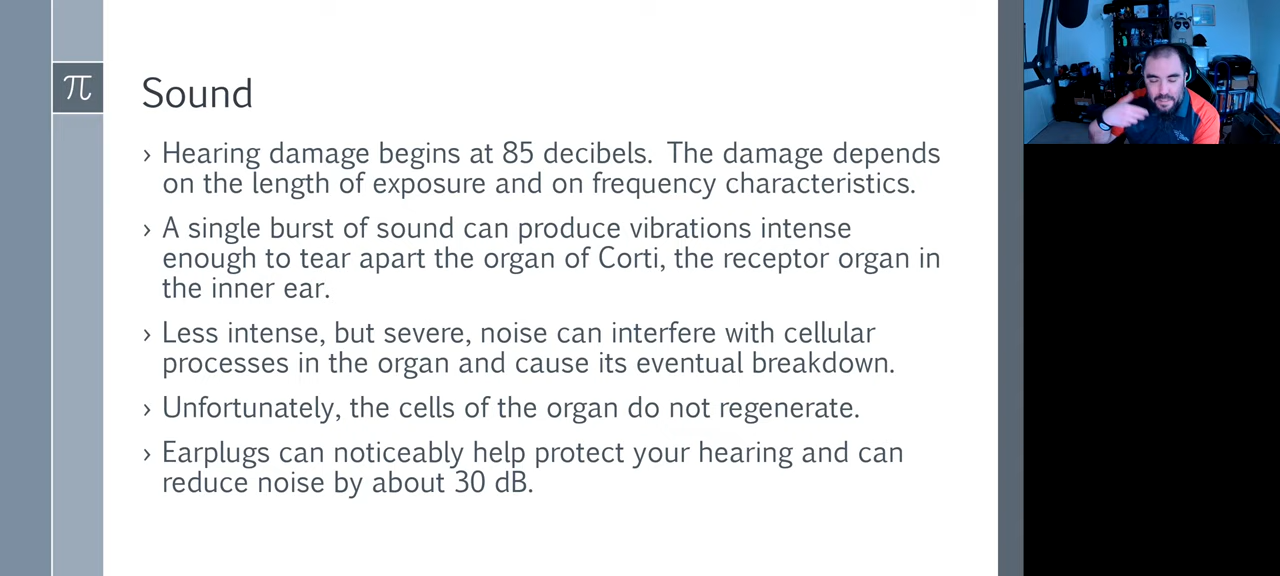 π
Sound
› Hearing damage begins at 85 decibels. The damage depends
on the length of exposure and on frequency characteristics.
› A single burst of sound can produce vibrations intense
enough to tear apart the organ of Corti, the receptor organ in
the inner ear.
› Less intense, but severe, noise can interfere with cellular
processes in the organ and cause its eventual breakdown.
› Unfortunately, the cells of the organ do not regenerate.
› Earplugs can noticeably help protect your hearing and can
reduce noise by about 30 dB.